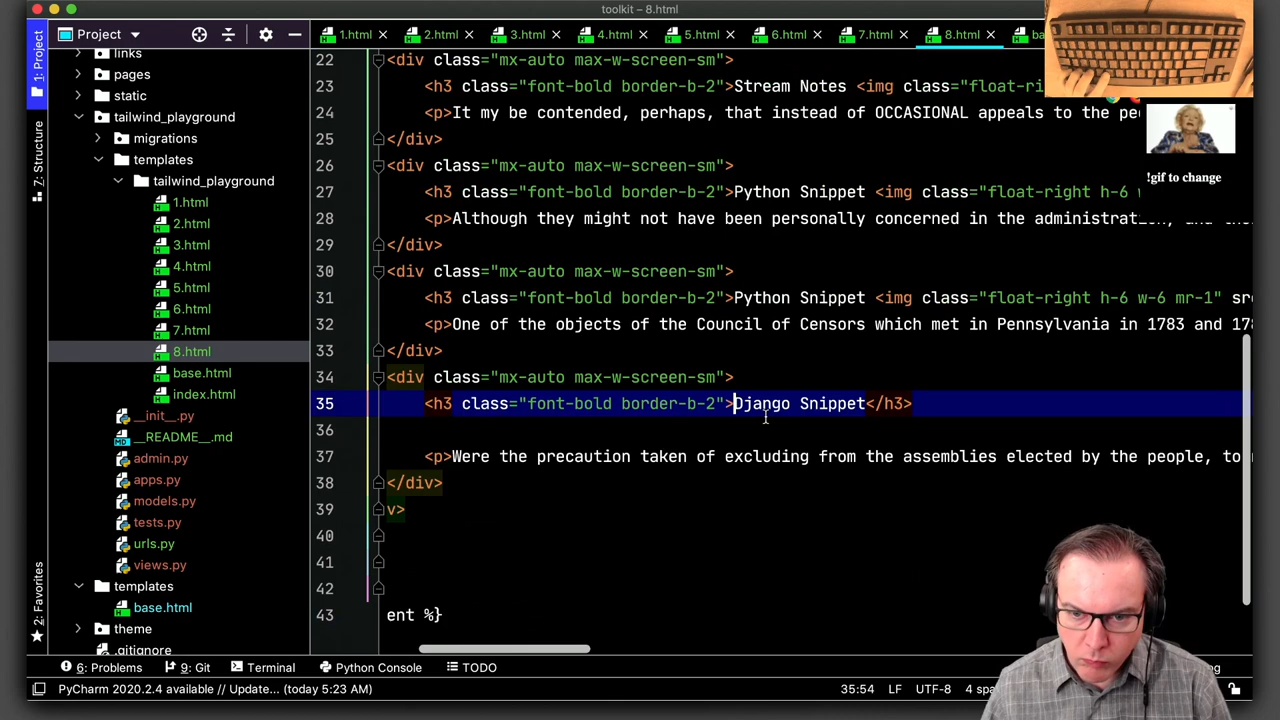 toolkit – 8.html
Project
1.html
2.html
3.html
4.html
5.html
6.html
7.html
8.html
1: Project
7: Structure
2: Favorites
links
pages
static
tailwind_playground
migrations
templates
tailwind_playground
1.html
2.html
3.html
4.html
5.html
6.html
7.html
8.html
base.html
index.html
__init__.py
__README__.md
admin.py
apps.py
models.py
tests.py
urls.py
views.py
templates
base.html
theme
.gitignore
22 <div class="mx-auto max-w-screen-sm">
23 <h3 class="font-bold border-b-2">Stream Notes <img class="float-ri
24 <p>It my be contended, perhaps, that instead of OCCASIONAL appeals to the pe
25 </div>
26 <div class="mx-auto max-w-screen-sm">
27 <h3 class="font-bold border-b-2">Python Snippet <img class="float-right h-6 w
28 <p>Although they might not have been personally concerned in the administration, and
29 </div>
30 <div class="mx-auto max-w-screen-sm">
31 <h3 class="font-bold border-b-2">Python Snippet <img class="float-right h-6 w-6 mr-1" sr
32 <p>One of the objects of the Council of Censors which met in Pennsylvania in 1783 and 178
33 </div>
34 <div class="mx-auto max-w-screen-sm">
35 <h3 class="font-bold border-b-2">Django Snippet</h3>
36
37 <p>Were the precaution taken of excluding from the assemblies elected by the people, to
38 </div>
39 v>
40
41
42
43 ent %}
!gif to change
6: Problems
9: Git
Terminal
Python Console
TODO
PyCharm 2020.2.4 available // Update... (today 5:23 AM)
35:54
LF
UTF-8
4 spa